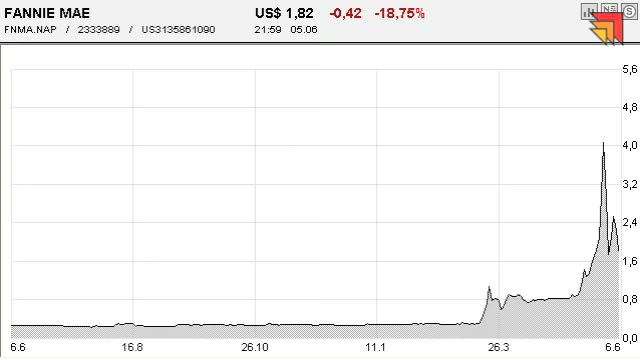 FANNIE MAE US$ 1,82 -0,42 -18,75%
FNMA.NAP / 2333889 / US3135861090 21:59 05.06
5,6
4,8
4,0
3,2
2,4
1,6
0,8
0,0
6.6 16.8 26.10 11.1 26.3 6.6